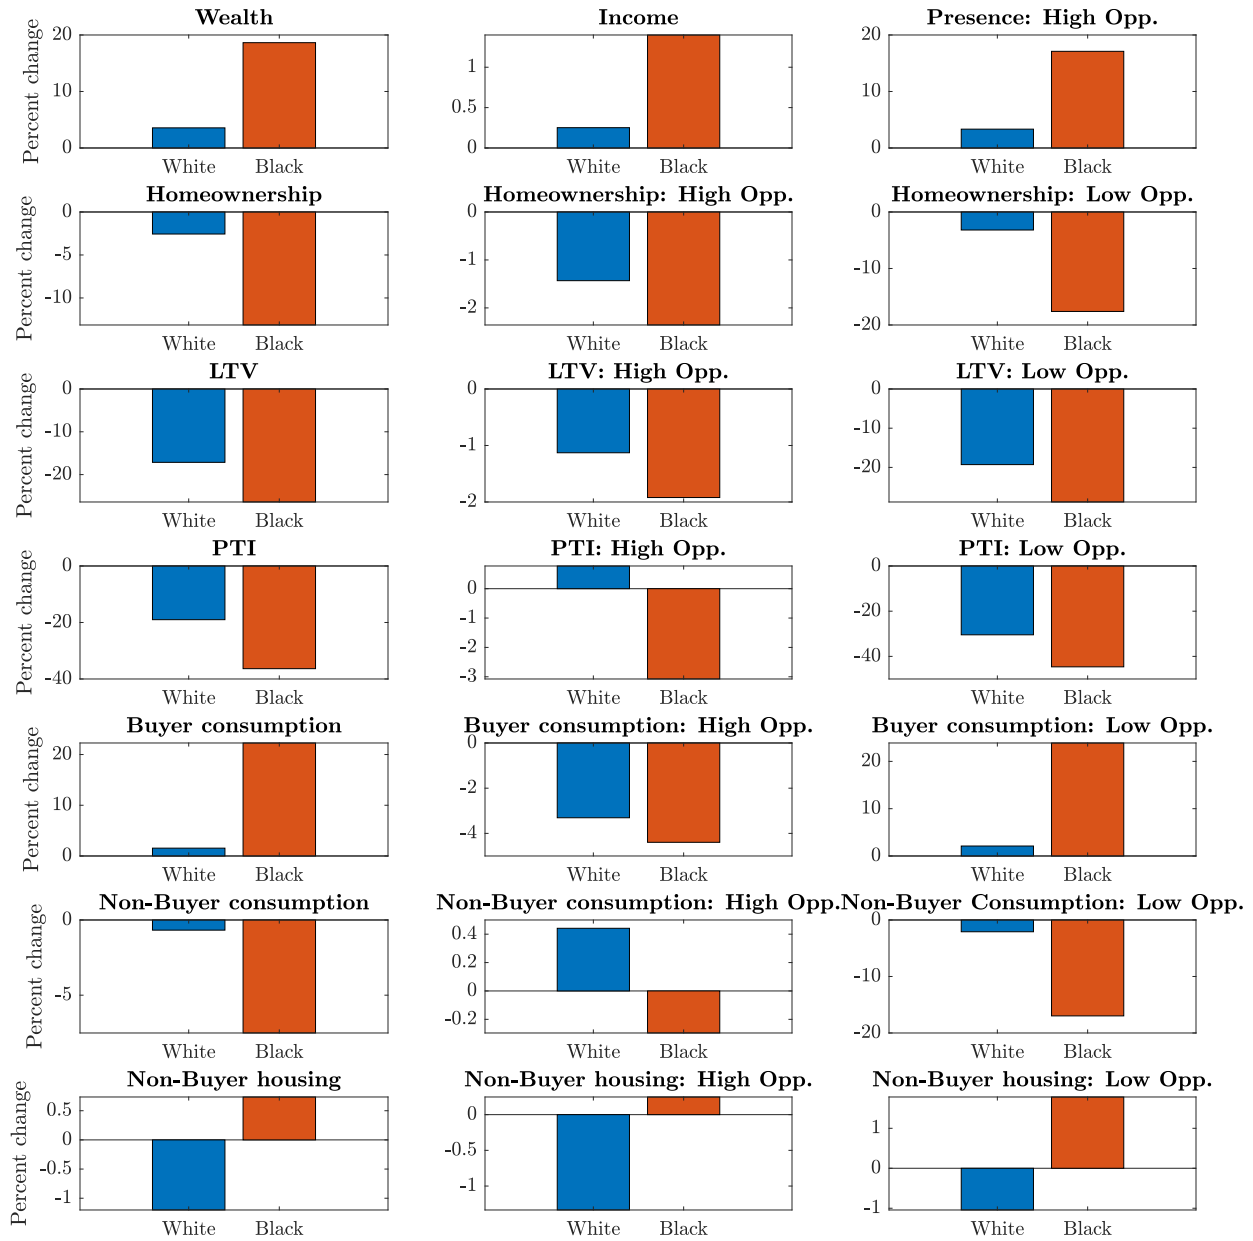 Wealth
Income
Presence: High Opp.
Percent change
20
10
0
White Black
1
0.5
0
White Black
20
10
0
White Black
Homeownership
Homeownership: High Opp.
Homeownership: Low Opp.
Percent change
0
-5
-10
White Black
0
-1
-2
White Black
0
-10
-20
White Black
LTV
LTV: High Opp.
LTV: Low Opp.
Percent change
0
-10
-20
White Black
0
-1
-2
White Black
0
-10
-20
White Black
PTI
PTI: High Opp.
PTI: Low Opp.
Percent change
0
-20
-40
White Black
0
-1
-2
-3
White Black
0
-20
-40
White Black
Buyer consumption
Buyer consumption: High Opp.
Buyer consumption: Low Opp.
Percent change
20
10
0
White Black
0
-2
-4
White Black
20
10
0
White Black
Non-Buyer consumption
Non-Buyer consumption: High Opp.
Non-Buyer Consumption: Low Opp.
Percent change
0
-5
White Black
0.4
0.2
0
-0.2
White Black
0
-10
-20
White Black
Non-Buyer housing
Non-Buyer housing: High Opp.
Non-Buyer housing: Low Opp.
Percent change
0.5
0
-0.5
-1
White Black
0
-0.5
-1
White Black
1
0
-1
White Black